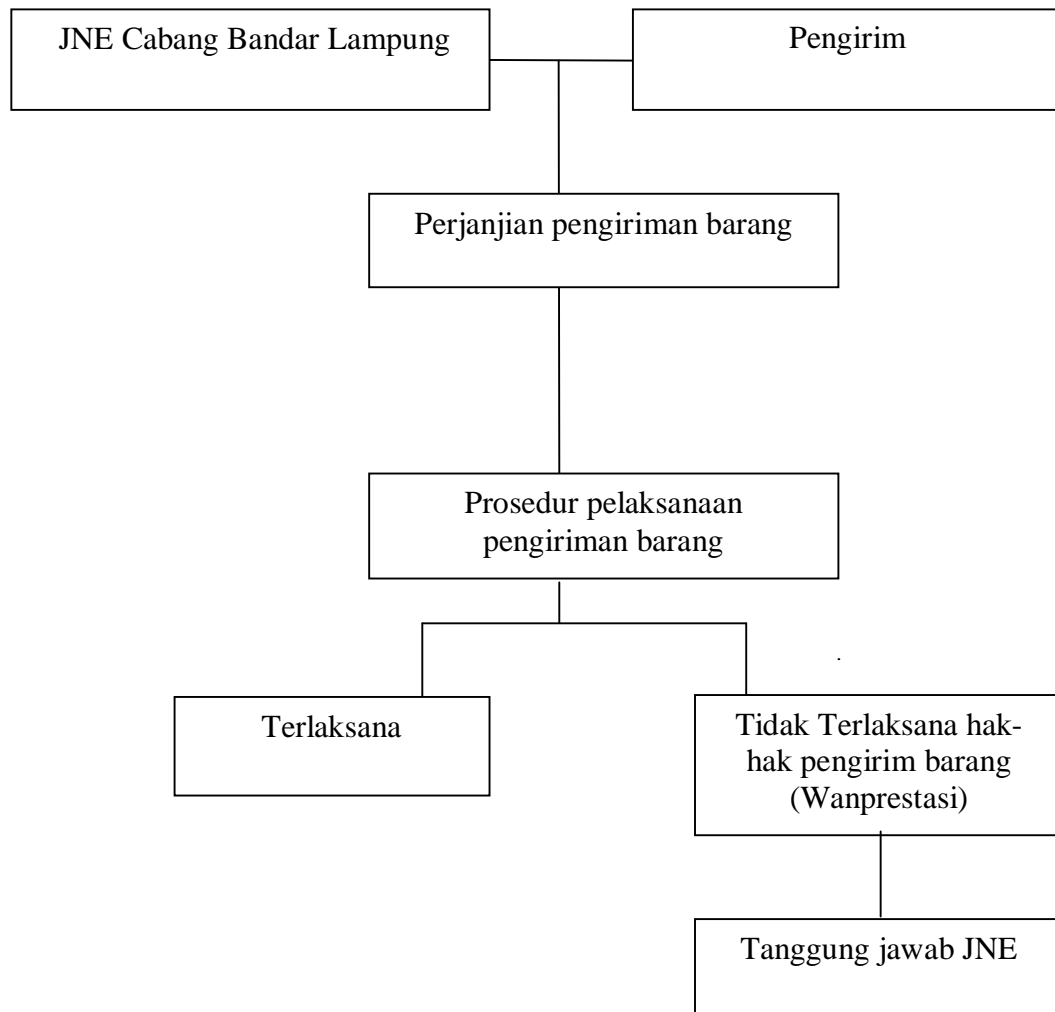 JNE Cabang Bandar Lampung
Pengirim
Perjanjian pengiriman barang
Prosedur pelaksanaan
pengiriman barang
Terlaksana
Tidak Terlaksana hak-
hak pengirim barang
(Wanprestasi)
Tanggung jawab JNE